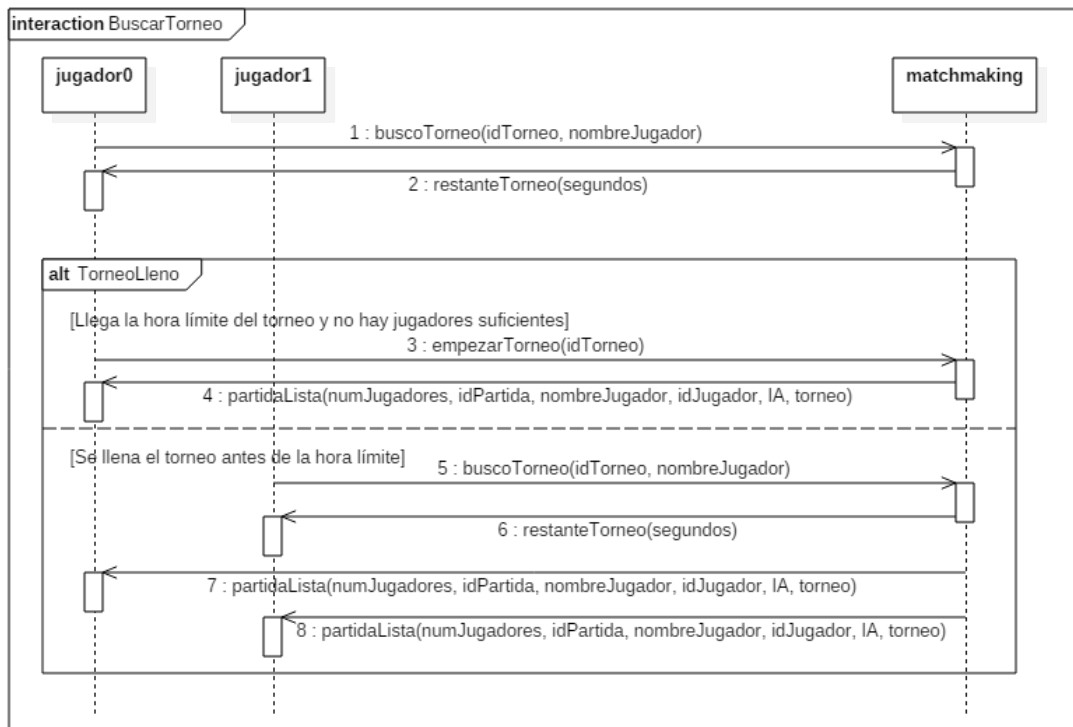 interaction BuscarTorneo
jugador0
jugador1
matchmaking
1 : buscoTorneo(idTorneo, nombreJugador)
2 : restanteTorneo(segundos)
alt TorneoLleno
[Llega la hora límite del torneo y no hay jugadores suficientes]
3 : empezarTorneo(idTorneo)
4 : partidaLista(numJugadores, idPartida, nombreJugador, idJugador, IA, torneo)
[Se llena el torneo antes de la hora límite]
5 : buscoTorneo(idTorneo, nombreJugador)
6 : restanteTorneo(segundos)
7 : partidaLista(numJugadores, idPartida, nombreJugador, idJugador, IA, torneo)
8 : partidaLista(numJugadores, idPartida, nombreJugador, idJugador, IA, torneo)